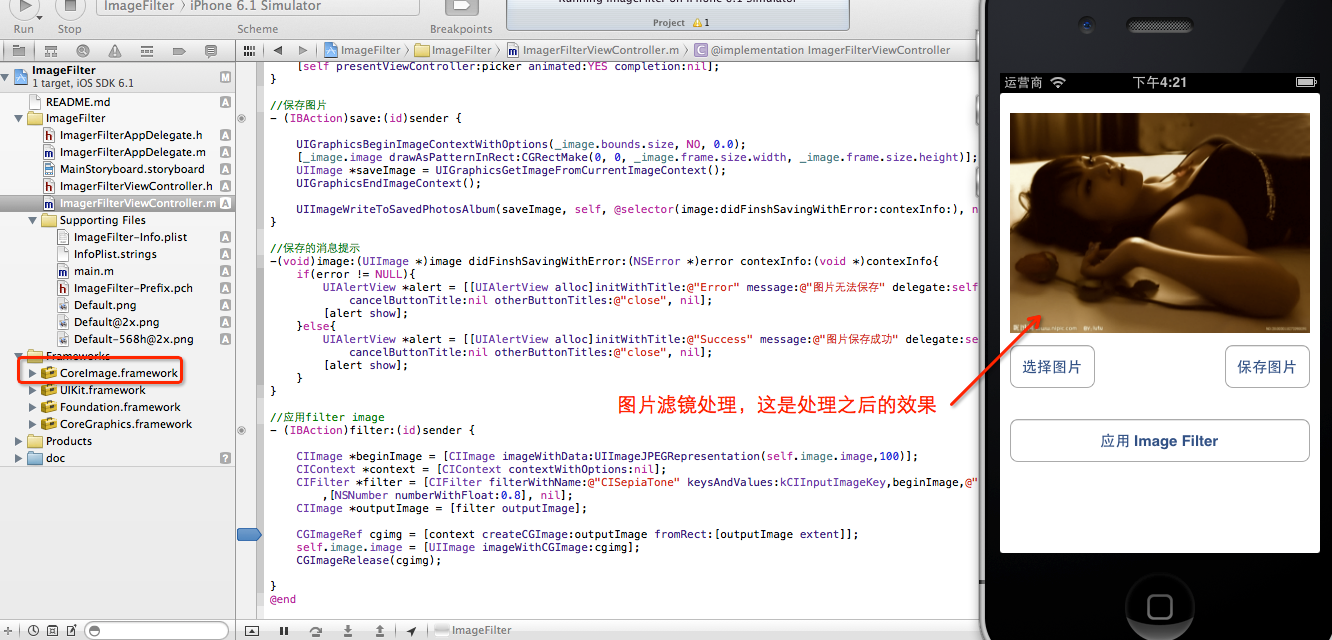 ImageFilter 〉 iPhone 6.1 Simulator
Running ImageFilter on iPhone 6.1 Simulator
Run
Stop
Scheme
Breakpoints
Project 1
ImageFilter 〉 ImageFilter 〉 ImagerFilterViewController.m 〉 @implementation ImagerFilterViewController
ImageFilter M
1 target, iOS SDK 6.1
README.md A
ImageFilter
ImagerFilterAppDelegate.h A
ImagerFilterAppDelegate.m A
MainStoryboard.storyboard A
ImagerFilterViewController.h A
ImagerFilterViewController.m A
Supporting Files
ImageFilter-Info.plist A
InfoPlist.strings A
main.m A
ImageFilter-Prefix.pch A
Default.png A
Default@2x.png A
Default-568h@2x.png A
Frameworks
CoreImage.framework
UIKit.framework
Foundation.framework
CoreGraphics.framework
Products
doc ?
[self presentViewController:picker animated:YES completion:nil];
}
//保存图片
- (IBAction)save:(id)sender {
UIGraphicsBeginImageContextWithOptions(_image.bounds.size, NO, 0.0);
[_image.image drawAsPatternInRect:CGRectMake(0, 0, _image.frame.size.width, _image.frame.size.height)];
UIImage *saveImage = UIGraphicsGetImageFromCurrentImageContext();
UIGraphicsEndImageContext();
UIImageWriteToSavedPhotosAlbum(saveImage, self, @selector(image:didFinshSavingWithError:contexInfo:), n
}
//保存的消息提示
-(void)image:(UIImage *)image didFinshSavingWithError:(NSError *)error contexInfo:(void *)contexInfo{
if(error != NULL){
UIAlertView *alert = [[UIAlertView alloc]initWithTitle:@"Error" message:@"图片无法保存" delegate:self
cancelButtonTitle:nil otherButtonTitles:@"close", nil];
[alert show];
}else{
UIAlertView *alert = [[UIAlertView alloc]initWithTitle:@"Success" message:@"图片保存成功" delegate:se
cancelButtonTitle:nil otherButtonTitles:@"close", nil];
[alert show];
}
}
//应用filter image
- (IBAction)filter:(id)sender {
CIImage *beginImage = [CIImage imageWithData:UIImageJPEGRepresentation(self.image.image,100)];
CIContext *context = [CIContext contextWithOptions:nil];
CIFilter *filter = [CIFilter filterWithName:@"CISepiaTone" keysAndValues:kCIInputImageKey,beginImage,@"
,[NSNumber numberWithFloat:0.8], nil];
CIImage *outputImage = [filter outputImage];
CGImageRef cgimg = [context createCGImage:outputImage fromRect:[outputImage extent]];
self.image.image = [UIImage imageWithCGImage:cgimg];
CGImageRelease(cgimg);
}
@end
图片滤镜处理，这是处理之后的效果
ImageFilter
运营商 下午4:21
选择图片
保存图片
应用 Image Filter